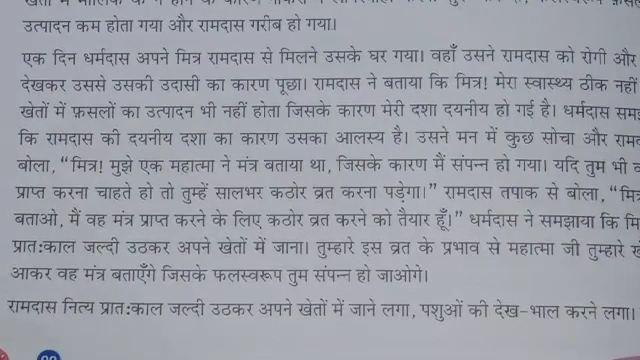 उत्पादन कम होता गया और रामदास गरीब हो गया।
एक दिन धर्मदास अपने मित्र रामदास से मिलने उसके घर गया। वहाँ उसने रामदास को रोगी और
देखकर उससे उसकी उदासी का कारण पूछा। रामदास ने बताया कि मित्र! मेरा स्वास्थ्य ठीक नहीं
खेतों में फ़सलों का उत्पादन भी नहीं होता जिसके कारण मेरी दशा दयनीय हो गई है। धर्मदास
कि रामदास की दयनीय दशा का कारण उसका आलस्य है। उसने मन में कुछ सोचा और
बोला, “मित्र! मुझे एक महात्मा ने मंत्र बताया था, जिसके कारण मैं संपन्न हो गया। यदि तुम भी
प्राप्त करना चाहते हो तो तुम्हें सालभर कठोर व्रत करना पड़ेगा।” रामदास तपाक से बोला,
बताओ, मैं वह मंत्र प्राप्त करने के लिए कठोर व्रत करने को तैयार हूँ।” धर्मदास ने समझाया कि
प्रात:काल जल्दी उठकर अपने खेतों में जाना। तुम्हारे इस व्रत के प्रभाव से महात्मा जी तुम्हारे
आकर वह मंत्र बताएँगे जिसके फलस्वरूप तुम संपन्न हो जाओगे।
रामदास नित्य प्रात:काल जल्दी उठकर अपने खेतों में जाने लगा, पशुओं की देख-भाल करने लगा।